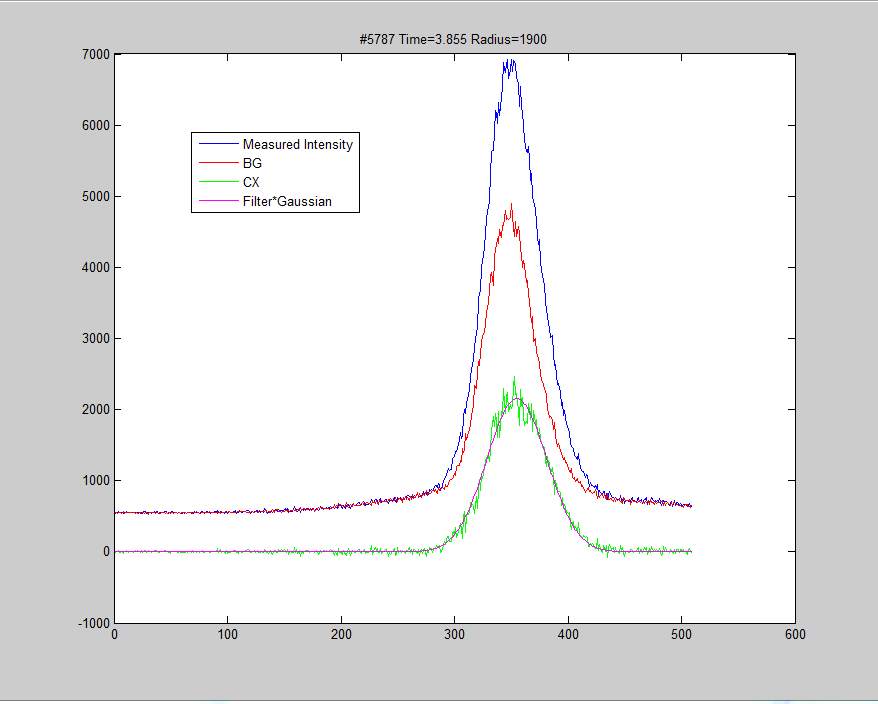 #5787 Time=3.855 Radius=1900
7000
6000
5000
4000
3000
2000
1000
0
-1000
Measured Intensity
BG
CX
Filter*Gaussian
0 100 200 300 400 500 600